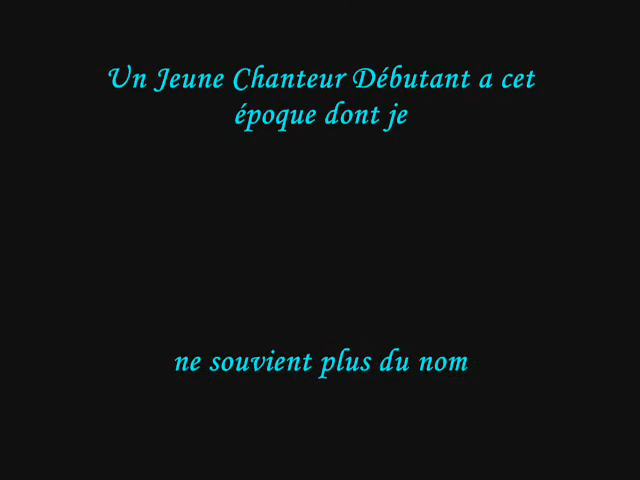 Un Jeune Chanteur Débutant a cet
époque dont je
ne souvient plus du nom